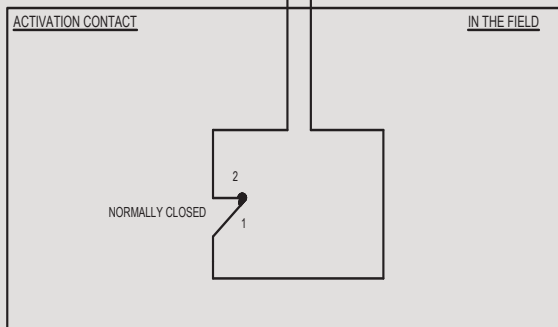 ACTIVATION CONTACT
IN THE FIELD
2
NORMALLY CLOSED
1